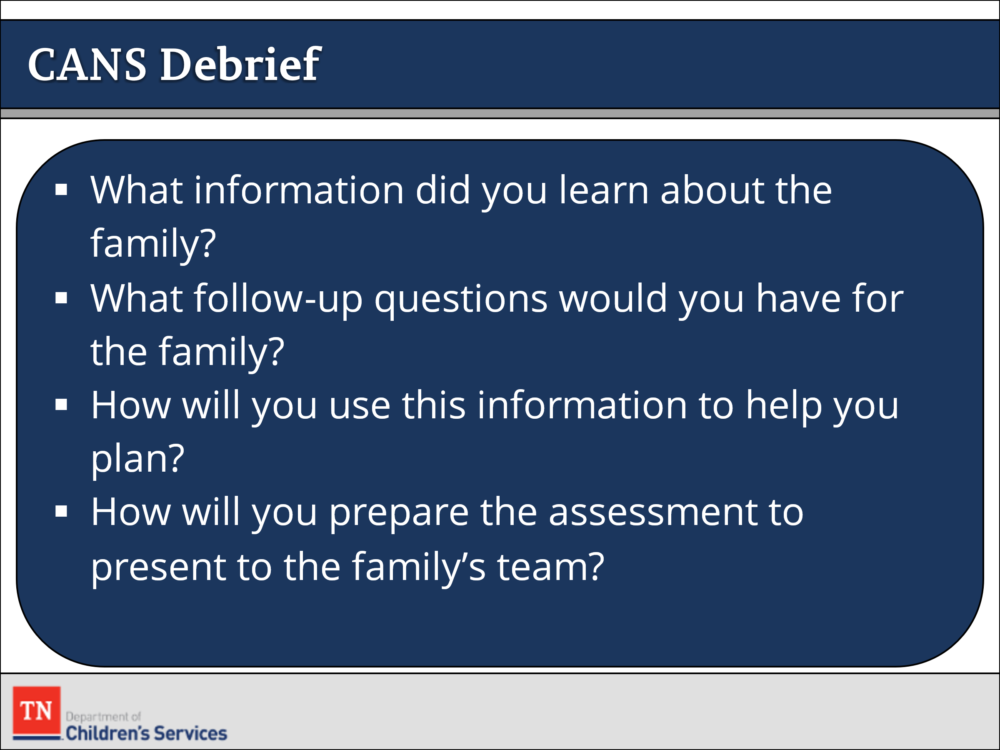 CANS Debrief
▪ What information did you learn about the
family?
▪ What follow-up questions would you have for
the family?
▪ How will you use this information to help you
plan?
▪ How will you prepare the assessment to
present to the family’s team?
TN
Department of
Children's Services